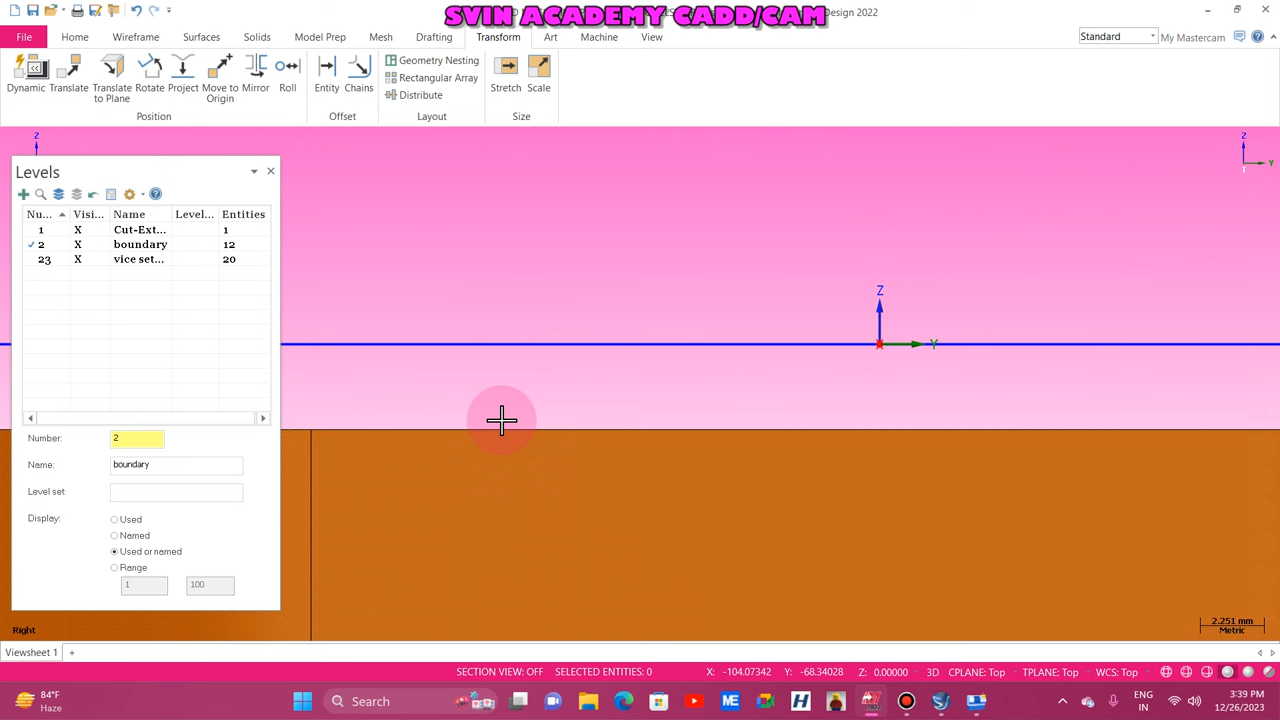 SVIN ACADEMY CADD/CAM
Design 2022
File Home Wireframe Surfaces Solids Model Prep Mesh Drafting Transform Art Machine View
Standard My Mastercam
Dynamic Translate Translate to Plane Rotate Project Move to Origin Mirror Roll
Position
Entity Chains
Offset
Geometry Nesting
Rectangular Array
Distribute
Layout
Stretch Scale
Size
Z
Z Y
Levels
Nu... Visi... Name Level... Entities
1 X Cut-Ext... 1
2 X boundary 12
23 X vice set... 20
Number: 2
Name: boundary
Level set:
Display: Used
Named
Used or named
Range
1 100
Z
Y
Right
2.251 mm
Metric
Viewsheet 1 +
SECTION VIEW: OFF SELECTED ENTITIES: 0 X: -104.07342 Y: -68.34028 Z: 0.00000 3D CPLANE: Top TPLANE: Top WCS: Top
84°F
Haze
Search
ME
H
ENG
IN
3:39 PM
12/26/2023